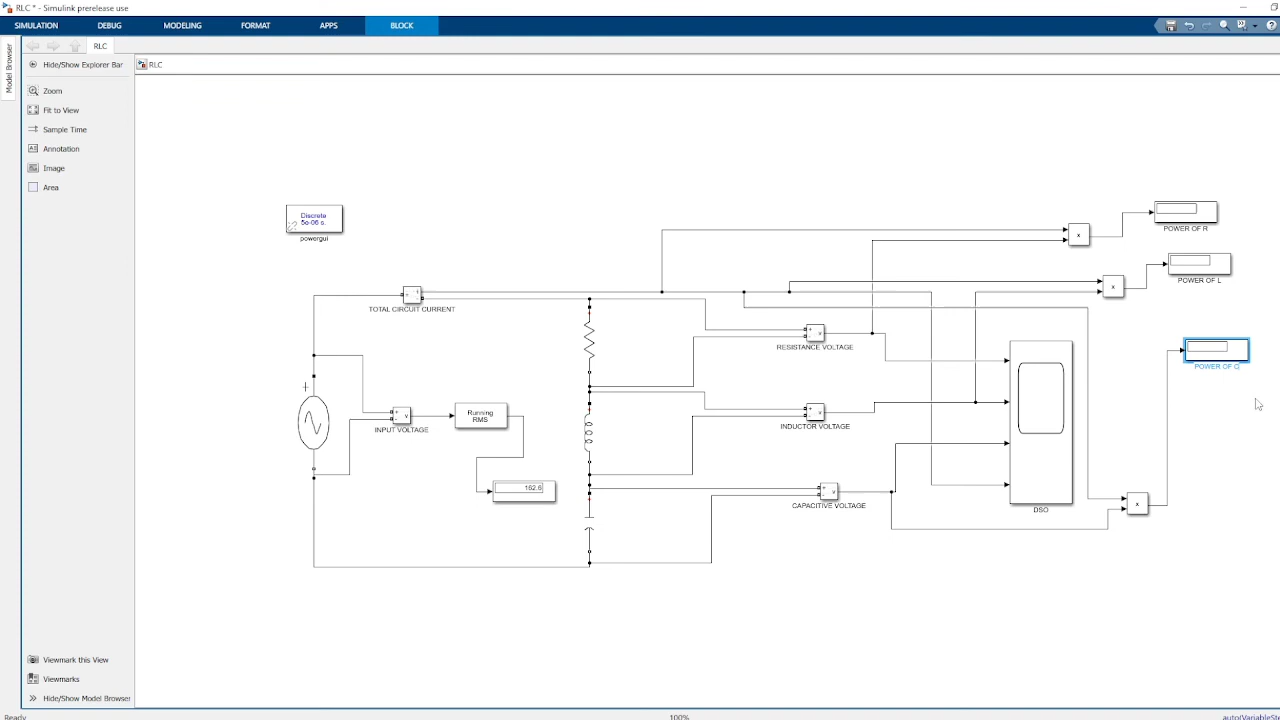 RLC * - Simulink prerelease use
SIMULATION
DEBUG
MODELING
FORMAT
APPS
BLOCK
RLC
Model Browser
Hide/Show Explorer Bar
RLC
Zoom
Fit to View
Sample Time
Annotation
Image
Area
Discrete
5e-06 s.
powergui
POWER OF R
x
POWER OF L
x
TOTAL CIRCUIT CURRENT
RESISTANCE VOLTAGE
POWER OF Q
INPUT VOLTAGE
Running
RMS
INDUCTOR VOLTAGE
162.6
CAPACITIVE VOLTAGE
DSO
x
Viewmark this View
Viewmarks
Hide/Show Model Browser
Ready
100%
auto(VariableSte